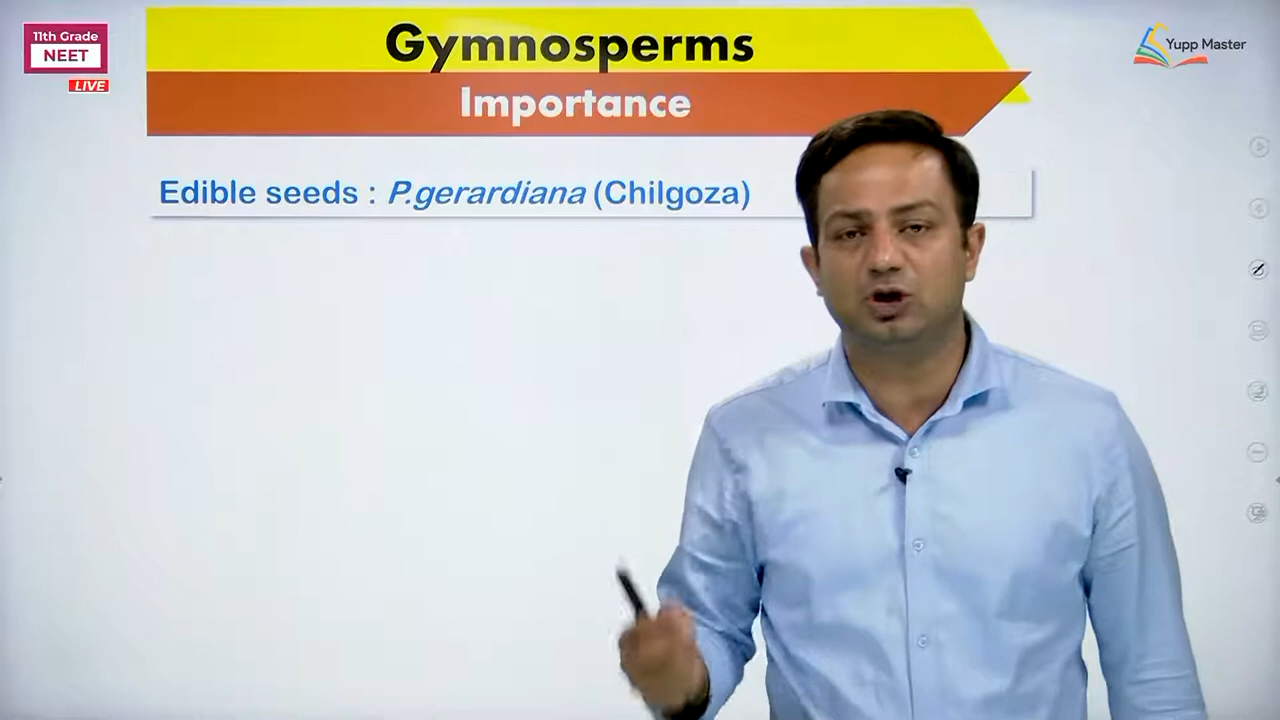 11th Grade
NEET
LIVE
Gymnosperms
Importance
Yupp Master
Edible seeds : P.gerardiana (Chilgoza)